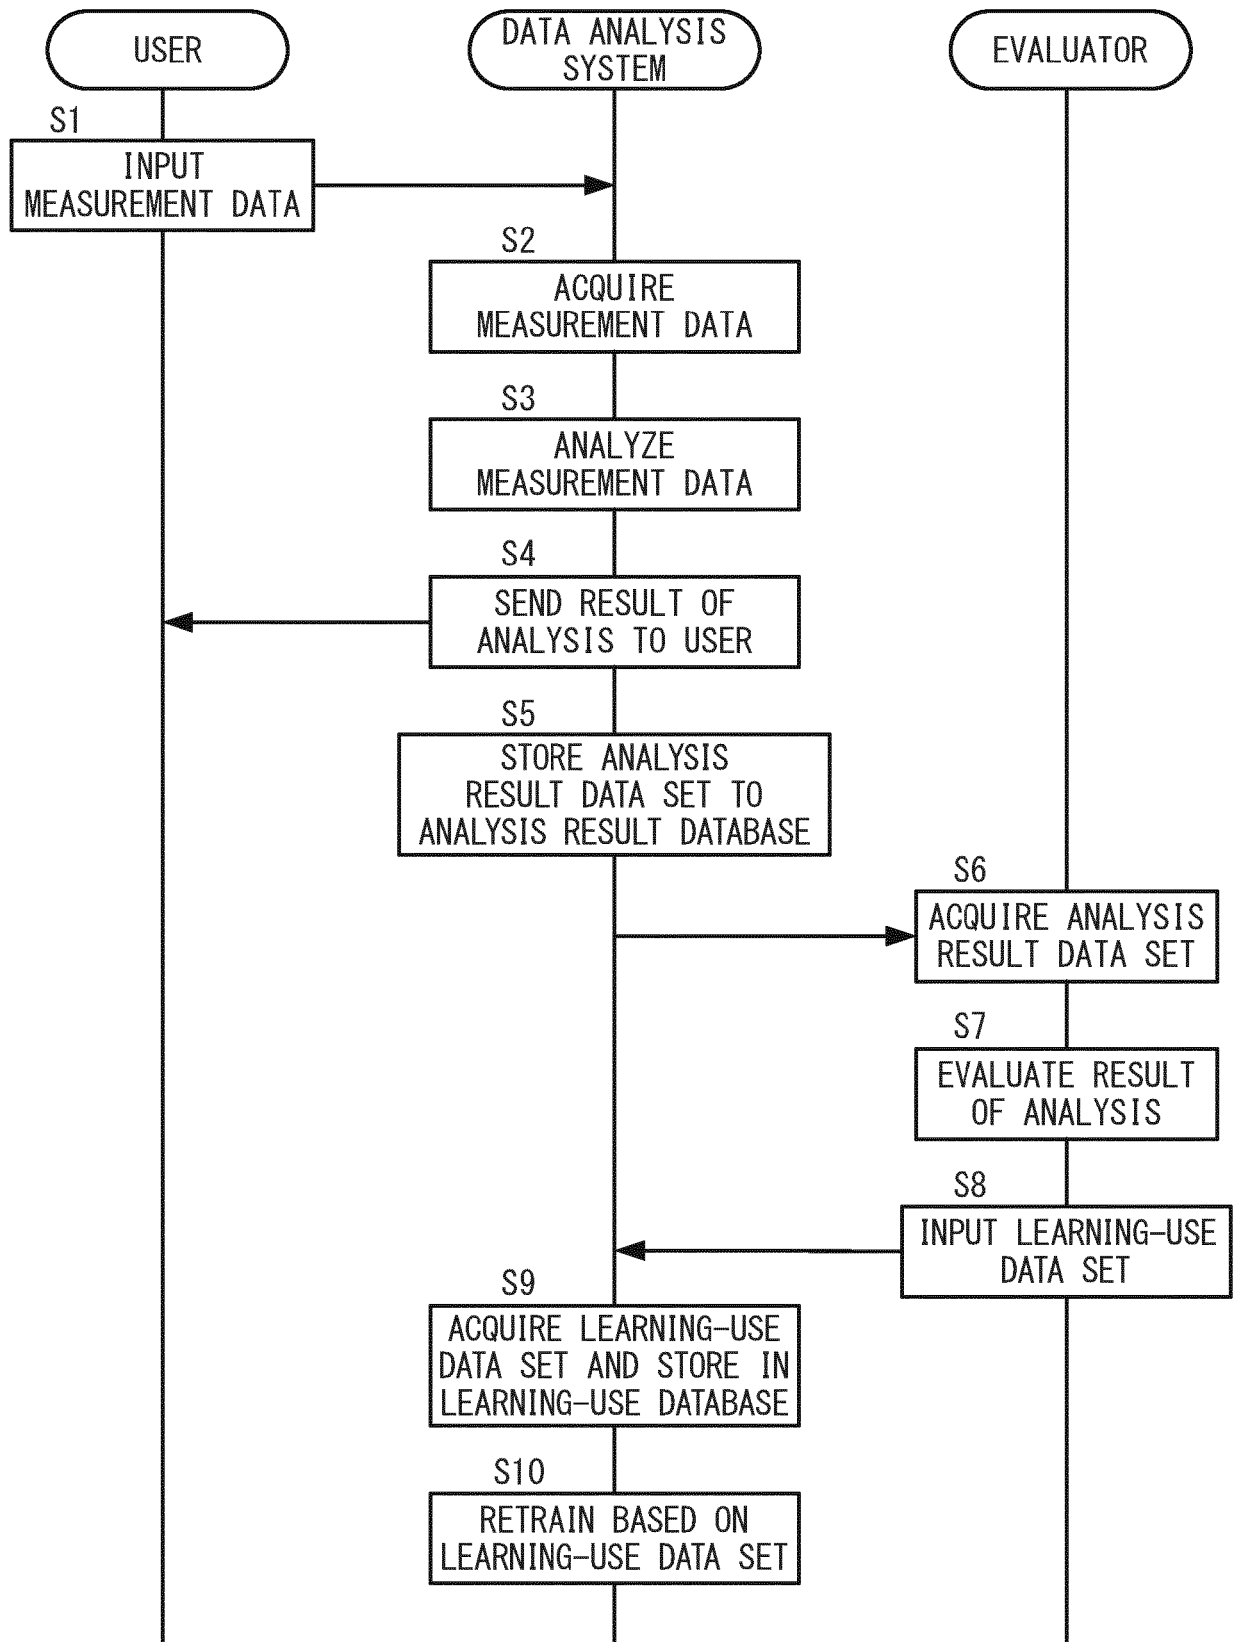 USER
DATA ANALYSIS
SYSTEM
EVALUATOR
S1
INPUT
MEASUREMENT DATA
S2
ACQUIRE
MEASUREMENT DATA
S3
ANALYZE
MEASUREMENT DATA
S4
SEND RESULT OF
ANALYSIS TO USER
S5
STORE ANALYSIS
RESULT DATA SET TO
ANALYSIS RESULT DATABASE
S6
ACQUIRE ANALYSIS
RESULT DATA SET
S7
EVALUATE RESULT
OF ANALYSIS
S8
INPUT LEARNING-USE
DATA SET
S9
ACQUIRE LEARNING-USE
DATA SET AND STORE IN
LEARNING-USE DATABASE
S10
RETRAIN BASED ON
LEARNING-USE DATA SET